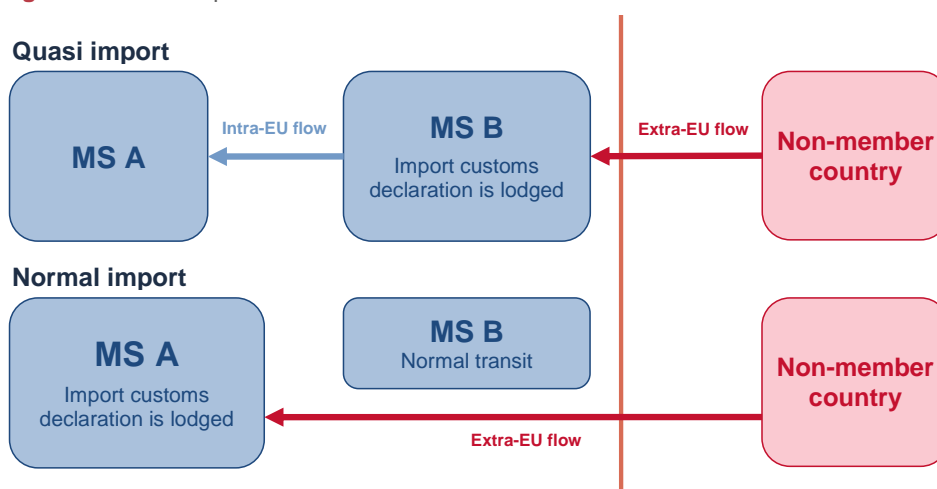 Quasi import
MS A
Intra-EU flow
MS B
Import customs
declaration is lodged
Extra-EU flow
Non-member
country
Normal import
MS A
Import customs
declaration is lodged
MS B
Normal transit
Extra-EU flow
Non-member
country